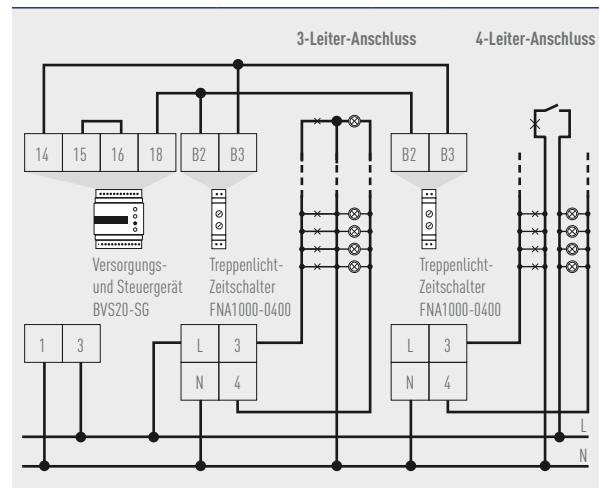 3-Leiter-Anschluss 4-Leiter-Anschluss
14 15 16 18 B2 B3 B2 B3
Versorgungs-
und Steuergerät
BVS20-SG
Treppenlicht-
Zeitschalter
FNA1000-0400
Treppenlicht-
Zeitschalter
FNA1000-0400
1 3 L 3 L 3
N 4 N 4
L
N